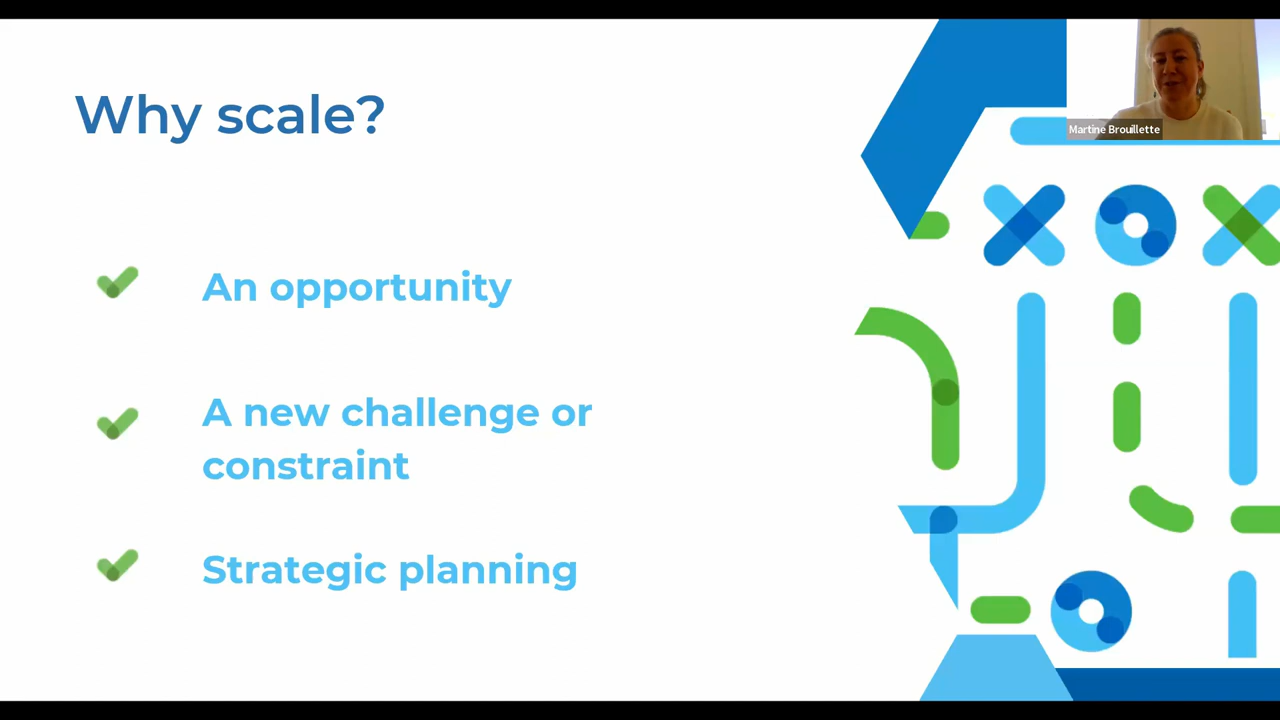 Why scale?
Martine Brouillette
An opportunity
A new challenge or
constraint
Strategic planning